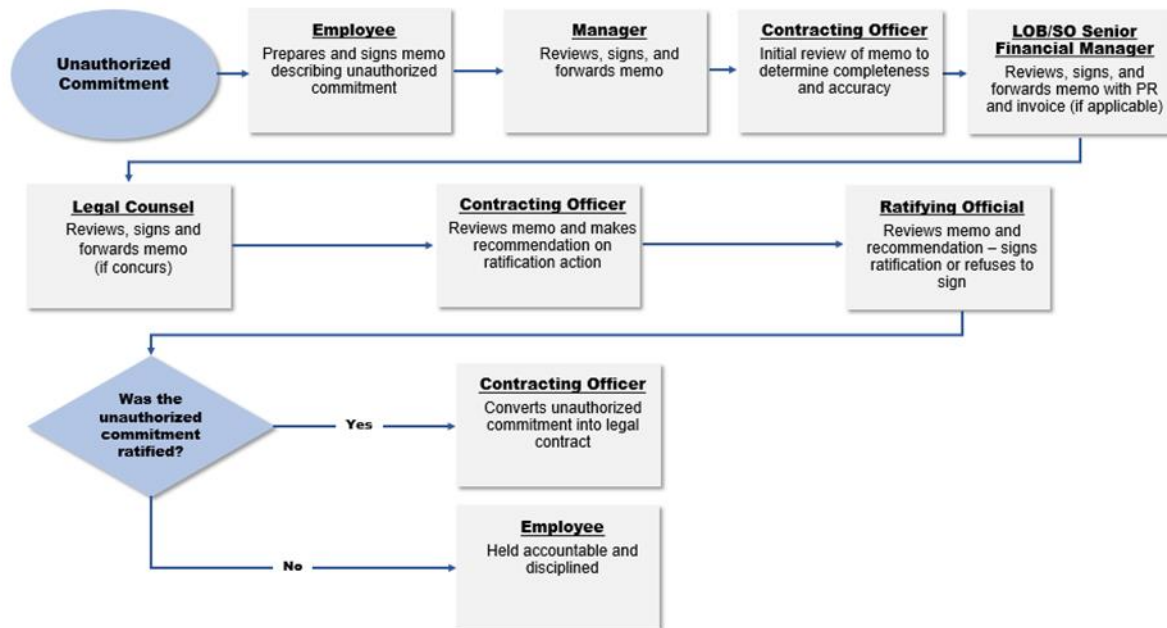 Unauthorized
Commitment
Employee
Prepares and signs memo
describing unauthorized
commitment
Manager
Reviews, signs, and
forwards memo
Contracting Officer
Initial review of memo to
determine completeness
and accuracy
LOB/SO Senior
Financial Manager
Reviews, signs, and
forwards memo with PR
and invoice (if applicable)
Legal Counsel
Reviews, signs and
forwards memo
(if concurs)
Contracting Officer
Reviews memo and makes
recommendation on
ratification action
Ratifying Official
Reviews memo and
recommendation – signs
ratification or refuses to
sign
Was the
unauthorized
commitment
ratified?
Yes
Contracting Officer
Converts unauthorized
commitment into legal
contract
No
Employee
Held accountable and
disciplined